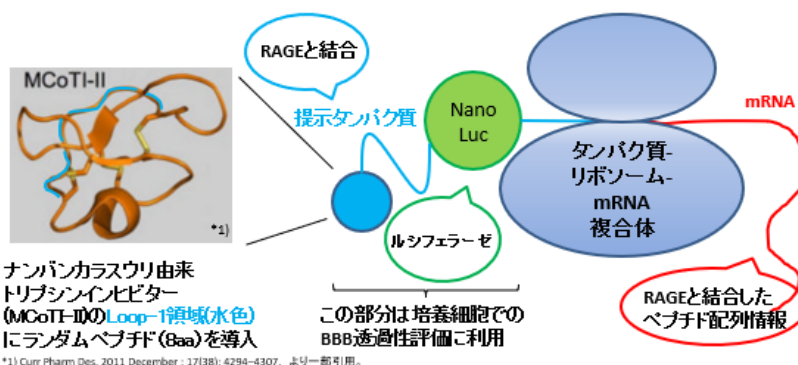 RAGEと結合
MCoTI-II
提示タンパク質
Nano
Luc
mRNA
タンパク質-
リボソーム-
mRNA
複合体
*1)
ルシフェラーゼ
ナンバンカラスウリ由来
トリプシンインヒビター
(MCoTI-II)のLoop-1領域(水色)
にランダムペプチド(8aa)を導入
この部分は培養細胞での
BBB透過性評価に利用
RAGEと結合した
ペプチド配列情報
*1) Curr Pharm Des. 2011 December ; 17(38): 4294–4307. より一部引用。